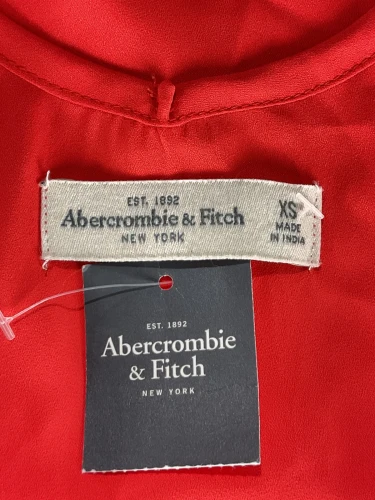 EST. 1892
Abercrombie & Fitch
NEW YORK
XS
MADE
IN INDIA
EST. 1892
Abercrombie
& Fitch
NEW YORK